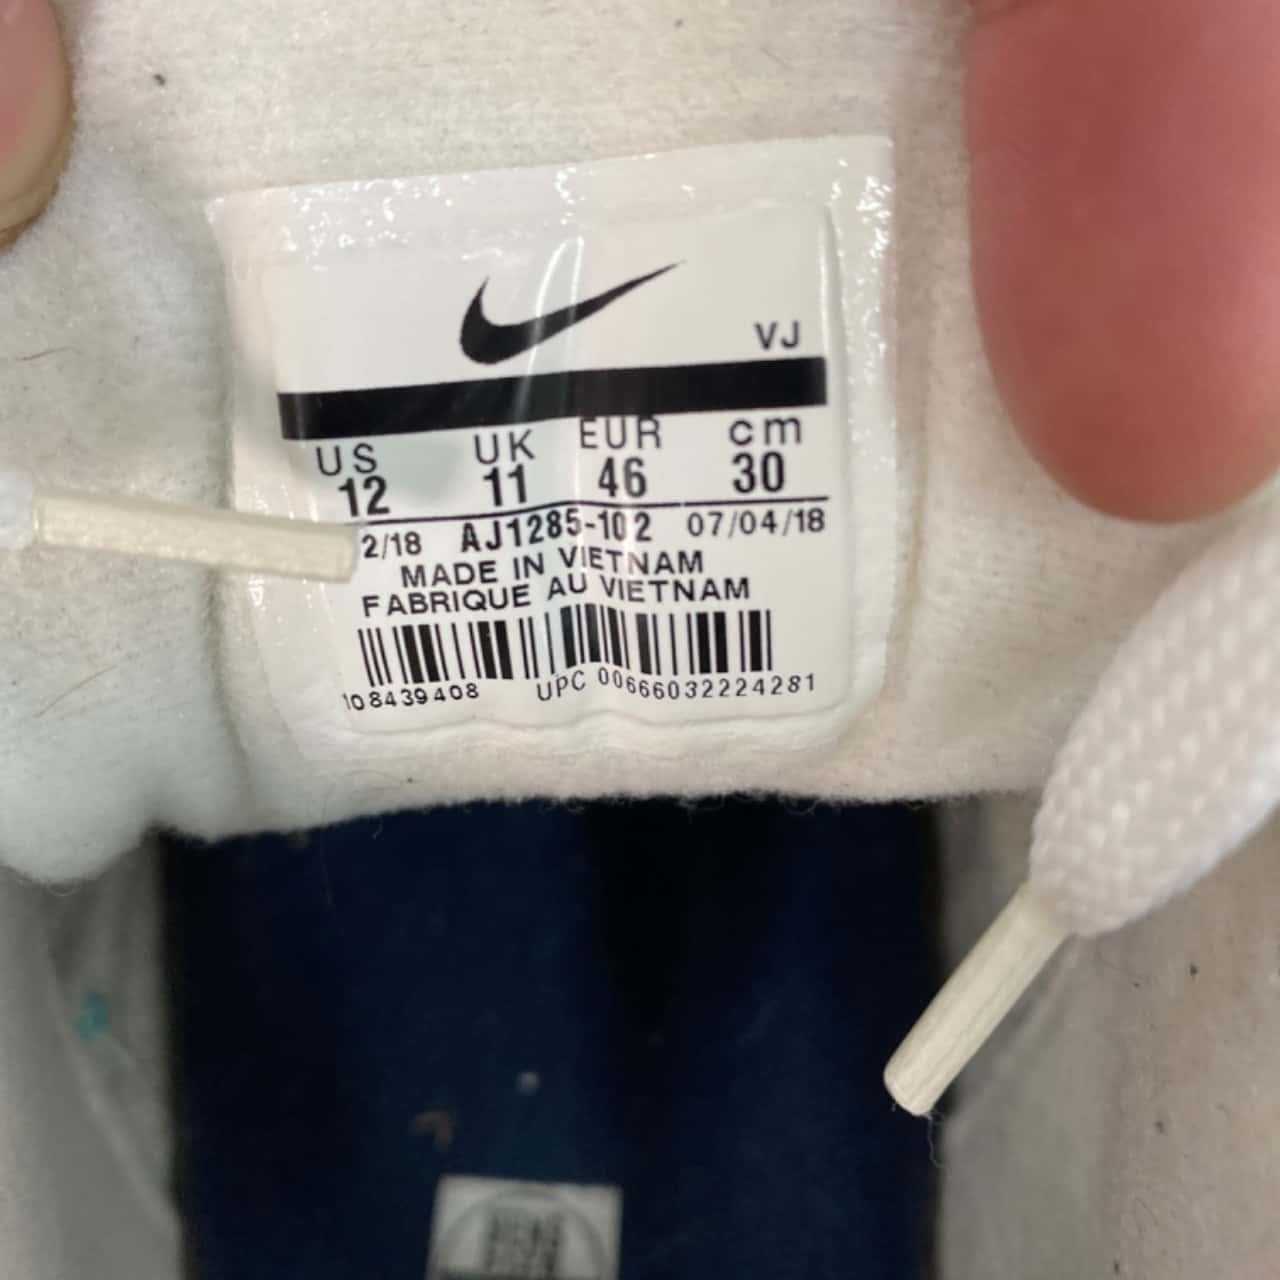 VJ
US UK EUR cm
12 11 46 30
2/18 AJ1285-102 07/04/18
MADE IN VIETNAM
FABRIQUE AU VIETNAM
108439408 UPC 00666032224281